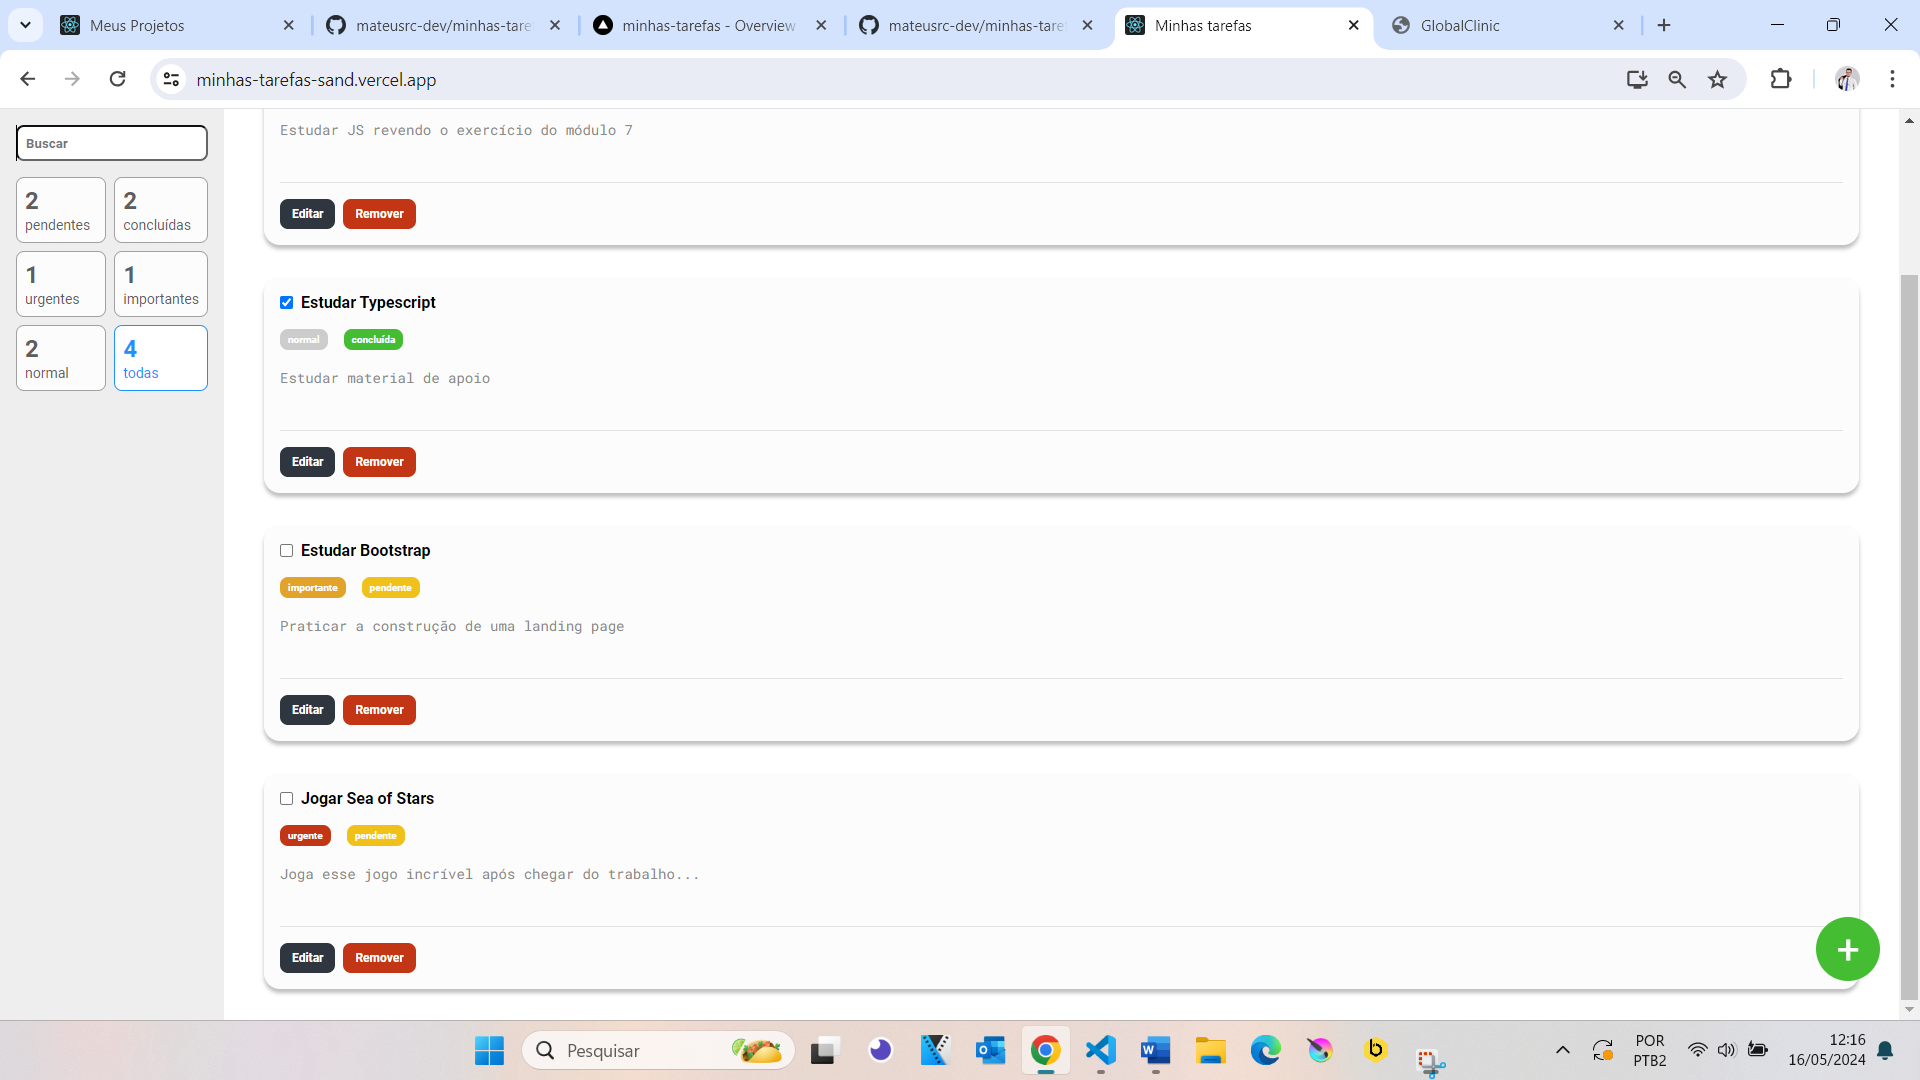 Meus Projetos
mateusrc-dev/minhas-taref
minhas-tarefas - Overview
mateusrc-dev/minhas-taref
Minhas tarefas
GlobalClinic
minhas-tarefas-sand.vercel.app
Buscar
2
pendentes
2
concluídas
1
urgentes
1
importantes
2
normal
4
todas
Estudar JS revendo o exercício do módulo 7
Editar Remover
Estudar Typescript
normal concluída
Estudar material de apoio
Editar Remover
Estudar Bootstrap
importante pendente
Praticar a construção de uma landing page
Editar Remover
Jogar Sea of Stars
urgente pendente
Joga esse jogo incrível após chegar do trabalho...
Editar Remover
+
Pesquisar
POR
PTB2
12:16
16/05/2024